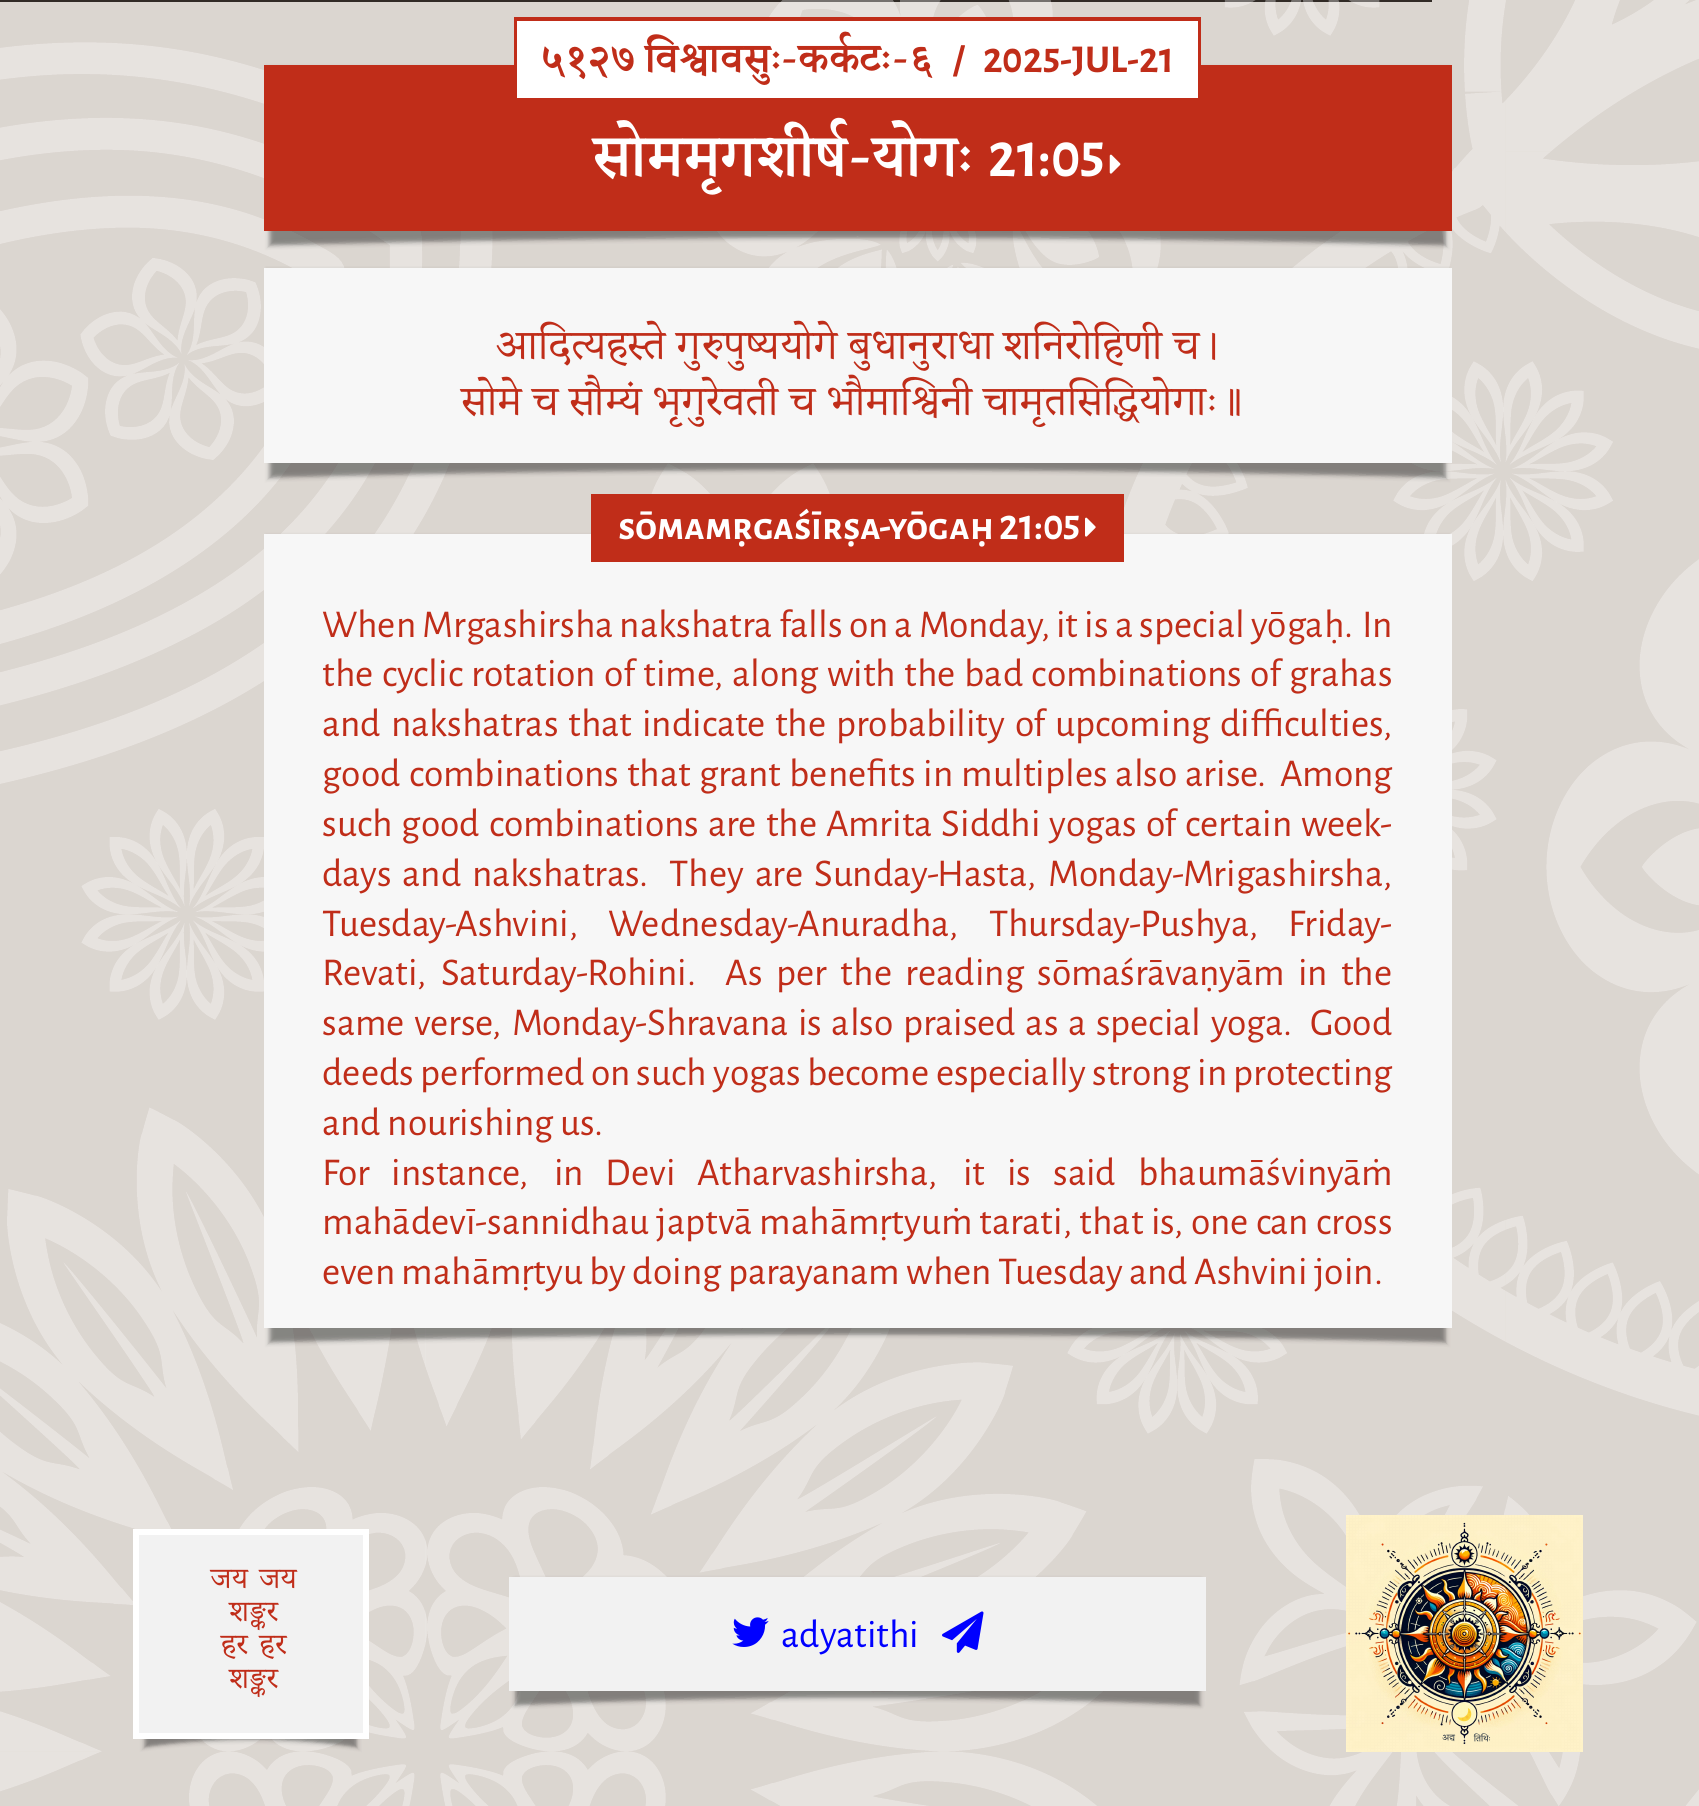 ५१२७ विश्वावसुः-कर्कटः-६ / 2025-JUL-21
सोममृगशीर्ष-योगः 21:05
आदित्यहस्ते गुरुपुष्ययोगे बुधानुराधा शनिरोहिणी च।
सोमे च सौम्यं भृगुरेवती च भौमाश्विनी चामृतसिद्धियोगाः॥
SŌMAMṚGAŚĪRṢA-YŌGAḤ 21:05
When Mrgashirsha nakshatra falls on a Monday, it is a special yōgaḥ. In
the cyclic rotation of time, along with the bad combinations of grahas
and nakshatras that indicate the probability of upcoming difficulties,
good combinations that grant benefits in multiples also arise. Among
such good combinations are the Amrita Siddhi yogas of certain week-
days and nakshatras. They are Sunday-Hasta, Monday-Mrigashirsha,
Tuesday-Ashvini, Wednesday-Anuradha, Thursday-Pushya, Friday-
Revati, Saturday-Rohini. As per the reading sōmaśrāvaṇyām in the
same verse, Monday-Shravana is also praised as a special yoga. Good
deeds performed on such yogas become especially strong in protecting
and nourishing us.
For instance, in Devi Atharvashirsha, it is said bhaumāśvinyāṁ
mahādevī-sannidhau japtvā mahāmṛtyuṁ tarati, that is, one can cross
even mahāmṛtyu by doing parayanam when Tuesday and Ashvini join.
जय जय
शङ्कर
हर हर
शङ्कर
adyatithi
अद्य तिथिः